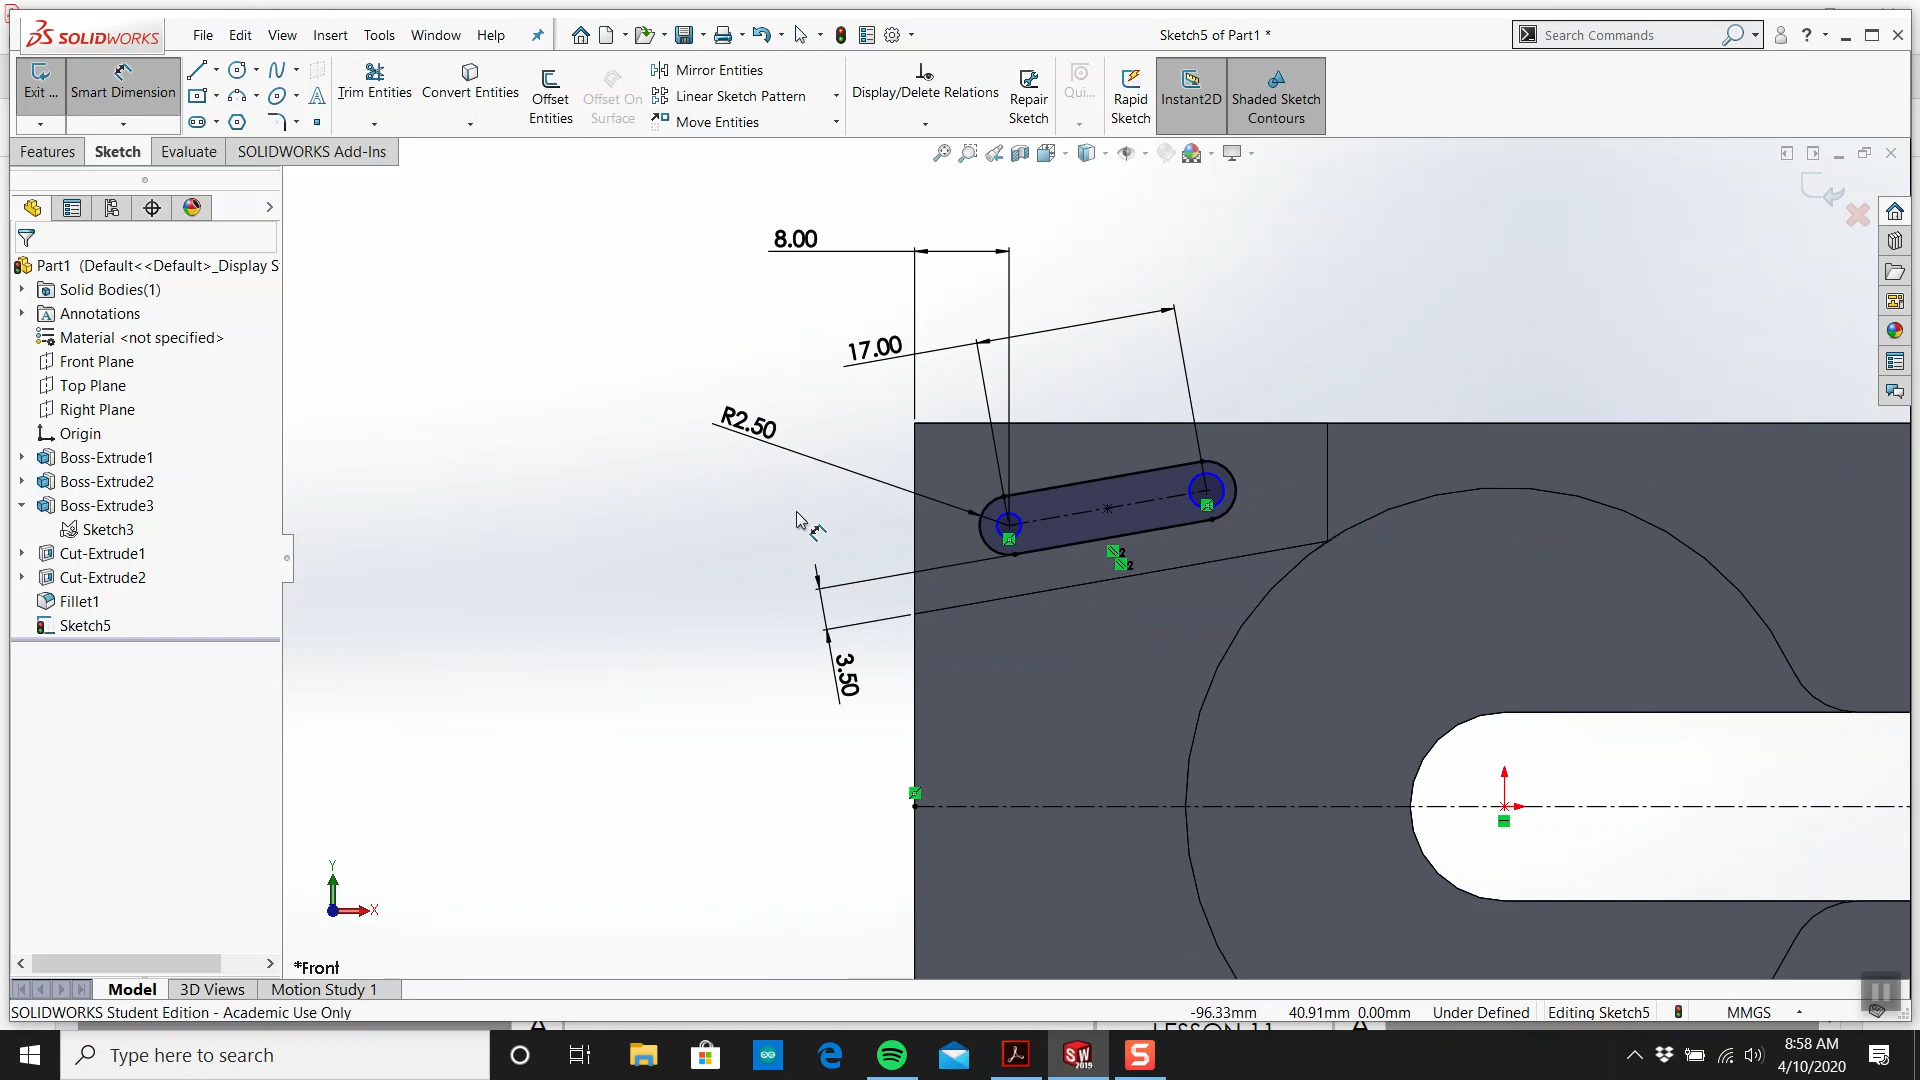 SOLIDWORKS File Edit View Insert Tools Window Help Sketch5 of Part1 * Search Commands ?
Exit ... Smart Dimension Trim Entities Convert Entities Offset Entities Offset On Surface Mirror Entities Linear Sketch Pattern Move Entities Display/Delete Relations Repair Sketch Qui... Rapid Sketch Instant2D Shaded Sketch Contours
Features Sketch Evaluate SOLIDWORKS Add-Ins
Part1 (Default<<Default>_Display S
Solid Bodies(1)
Annotations
Material <not specified>
Front Plane
Top Plane
Right Plane
Origin
Boss-Extrude1
Boss-Extrude2
Boss-Extrude3
Sketch3
Cut-Extrude1
Cut-Extrude2
Fillet1
Sketch5
8.00
17.00
R2.50
2
2
3.50
Y
X
*Front
Model 3D Views Motion Study 1
SOLIDWORKS Student Edition - Academic Use Only -96.33mm 40.91mm 0.00mm Under Defined Editing Sketch5 MMGS
Type here to search
SW
2019
S
8:58 AM
4/10/2020